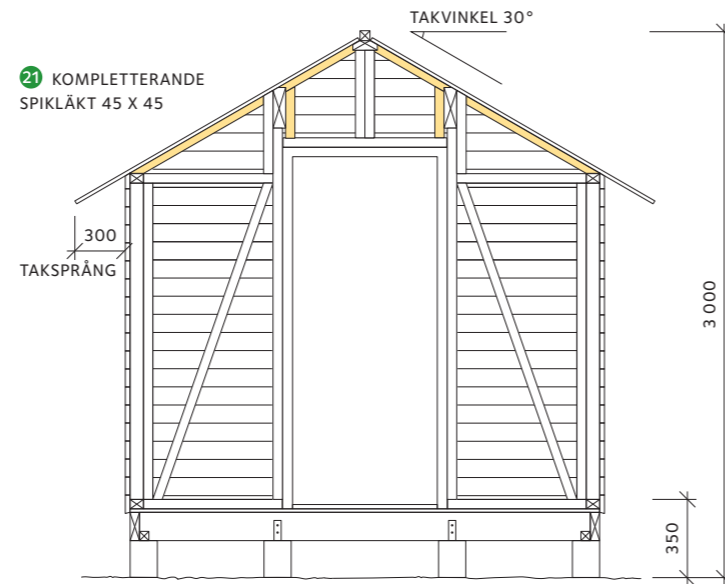 TAKVINKEL 30°
21 KOMPLETTERANDE
SPIKLÄKT 45 X 45
300
TAKSPRÅNG
3 000
350